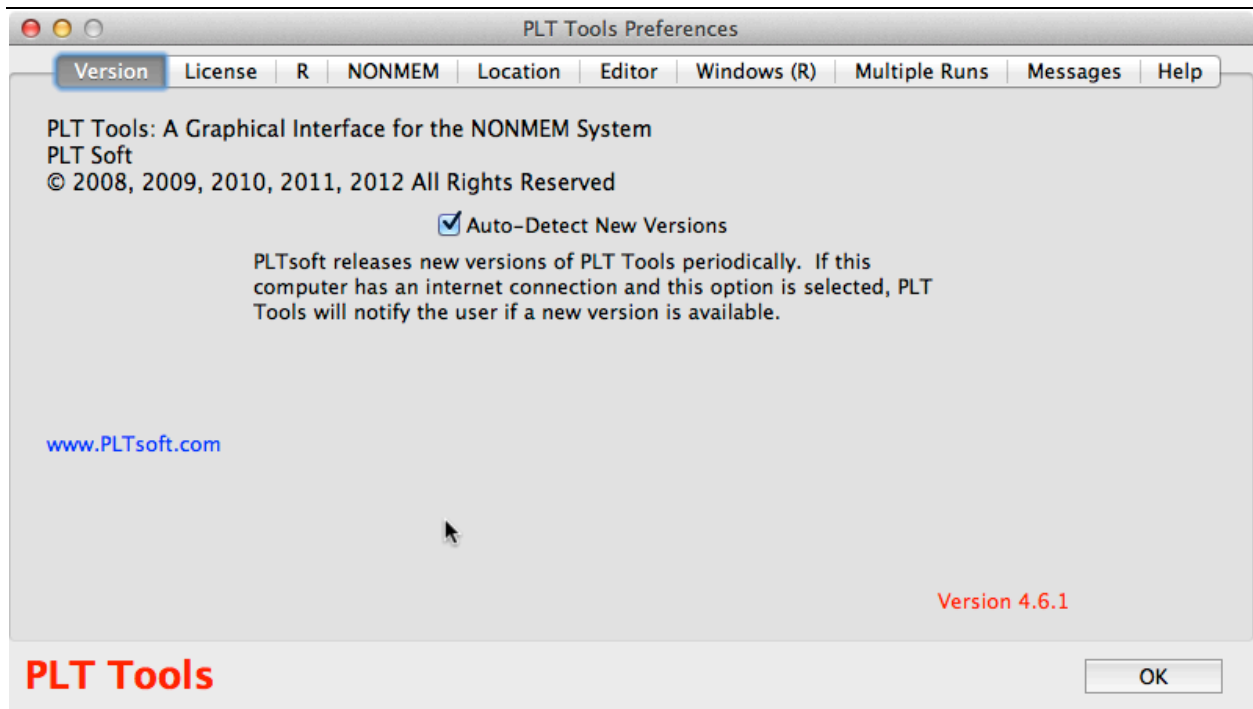 PLT Tools Preferences
Version License R NONMEM Location Editor Windows (R) Multiple Runs Messages Help
PLT Tools: A Graphical Interface for the NONMEM System
PLT Soft
© 2008, 2009, 2010, 2011, 2012 All Rights Reserved
Auto-Detect New Versions
PLTsoft releases new versions of PLT Tools periodically. If this
computer has an internet connection and this option is selected, PLT
Tools will notify the user if a new version is available.
www.PLTsoft.com
Version 4.6.1
PLT Tools
OK